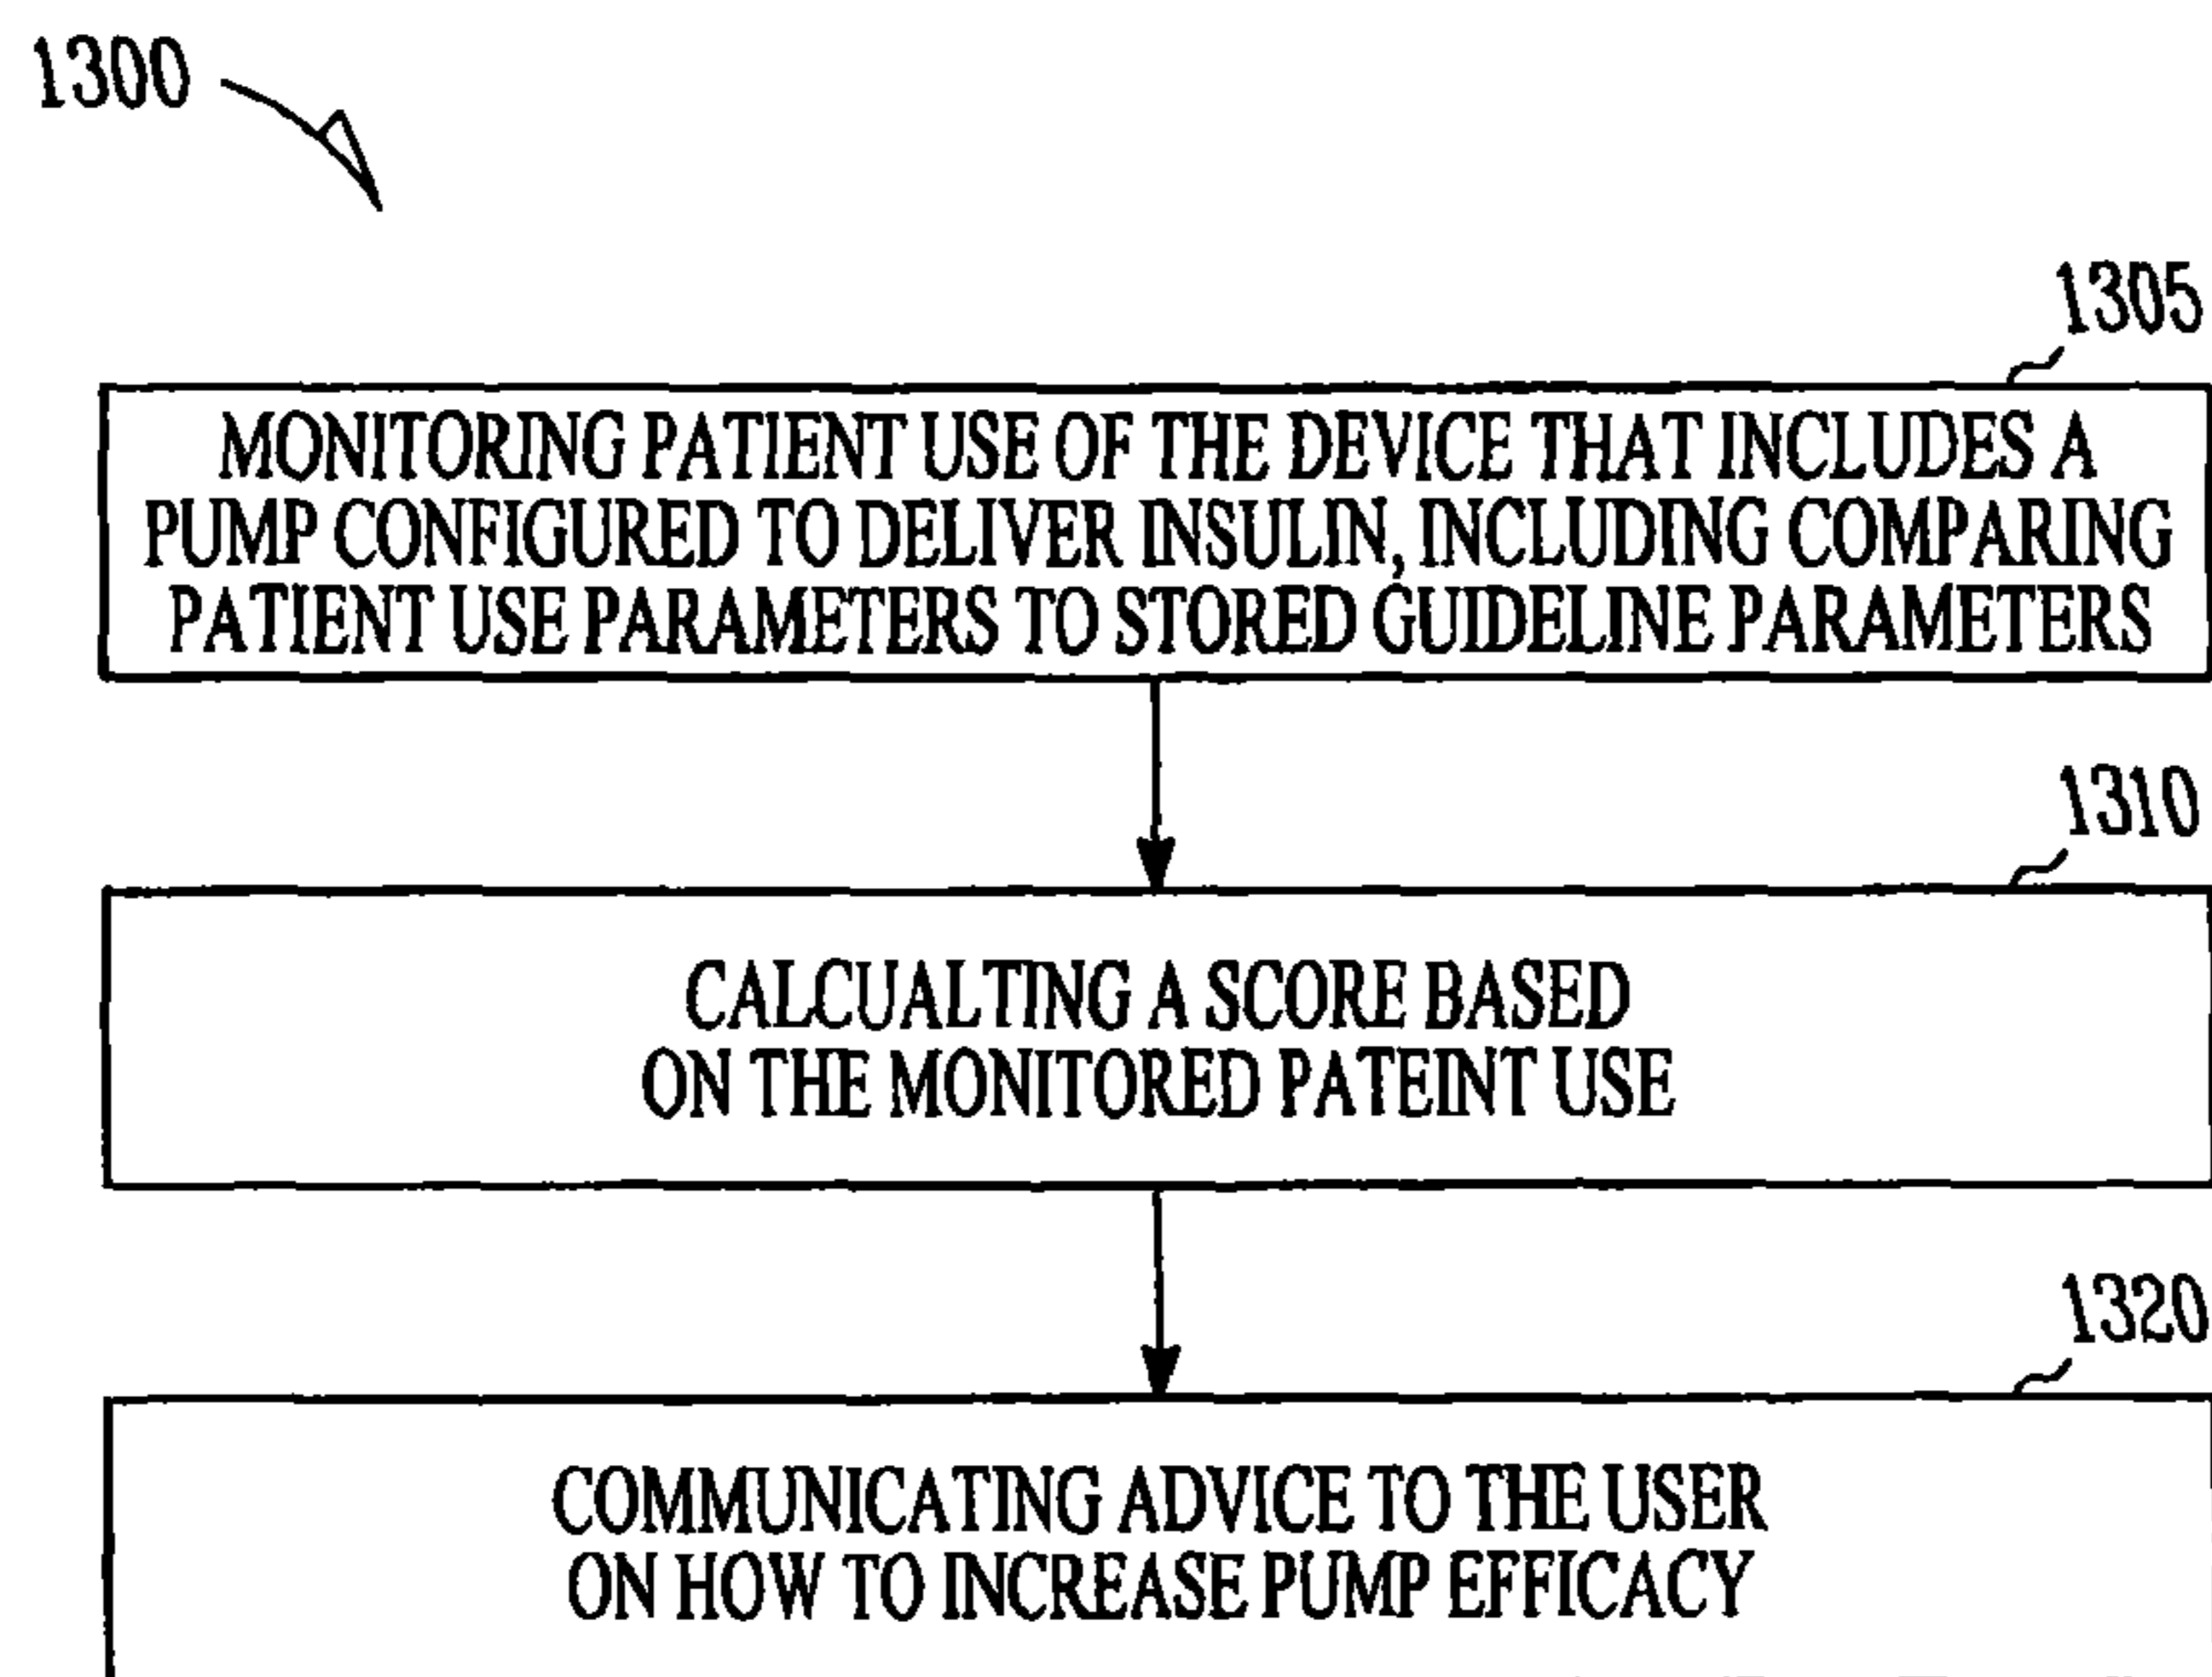 1300
1305
MONITORING PATIENT USE OF THE DEVICE THAT INCLUDES A
PUMP CONFIGURED TO DELIVER INSULIN, INCLUDING COMPARING
PATIENT USE PARAMETERS TO STORED GUIDELINE PARAMETERS
1310
CALCUALTING A SCORE BASED
ON THE MONITORED PATEINT USE
1320
COMMUNICATING ADVICE TO THE USER
ON HOW TO INCREASE PUMP EFFICACY